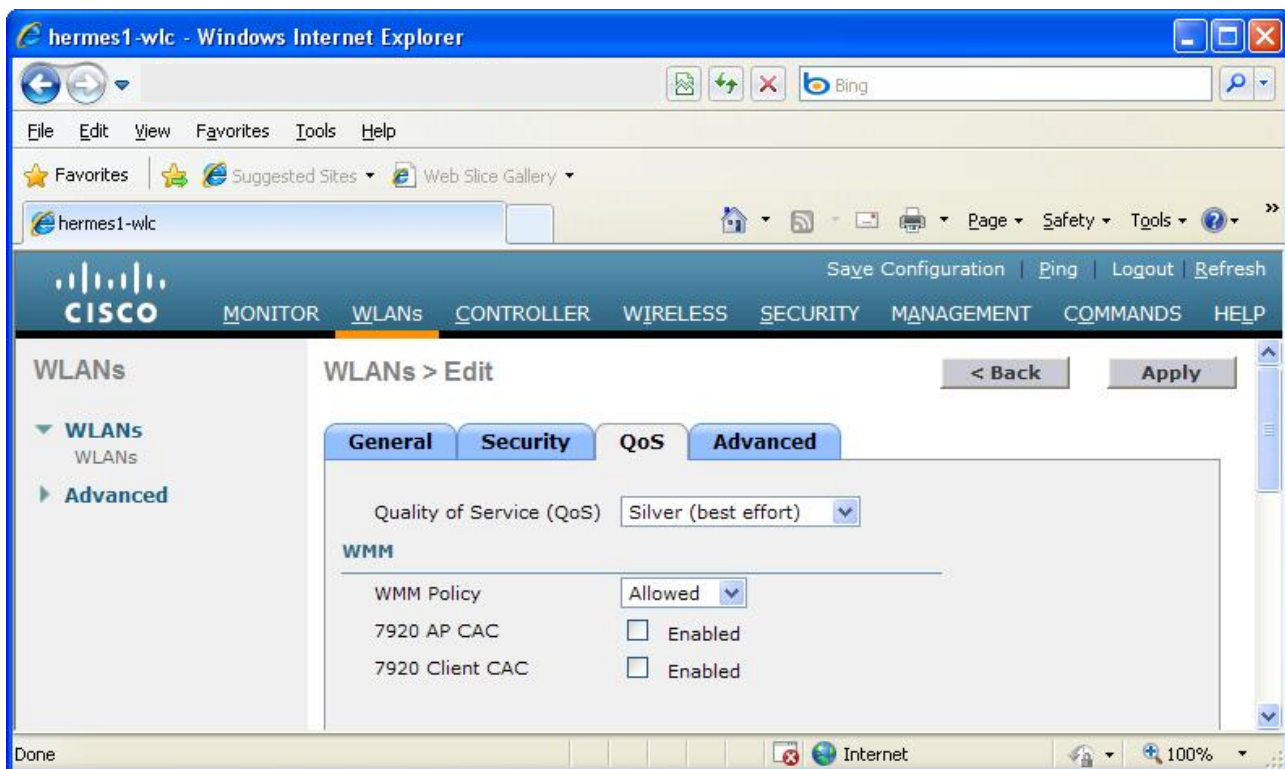 hermes1-wlc - Windows Internet Explorer
Bing
File Edit View Favorites Tools Help
Favorites Suggested Sites Web Slice Gallery
hermes1-wlc Page Safety Tools »
Save Configuration | Ping | Logout | Refresh
CISCO MONITOR WLANs CONTROLLER WIRELESS SECURITY MANAGEMENT COMMANDS HELP
WLANs
WLANs > Edit
< Back Apply
WLANs
WLANs
Advanced
General Security QoS Advanced
Quality of Service (QoS) Silver (best effort)
WMM
WMM Policy Allowed
7920 AP CAC Enabled
7920 Client CAC Enabled
Done Internet 100%